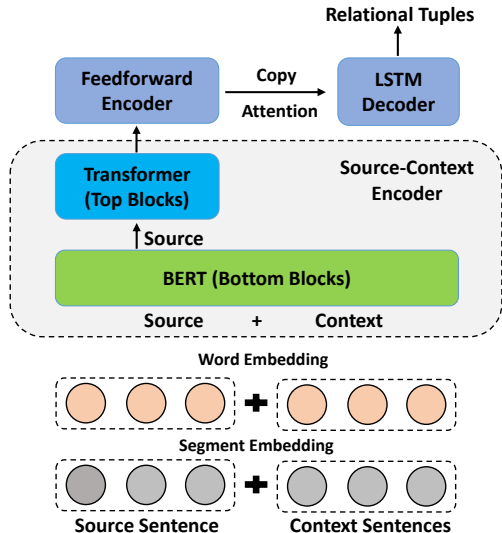 Relational Tuples
Feedforward
Encoder
Copy
Attention
LSTM
Decoder
Transformer
(Top Blocks)
Source-Context
Encoder
Source
BERT (Bottom Blocks)
Source + Context
Word Embedding
+
Segment Embedding
+
Source Sentence
Context Sentences